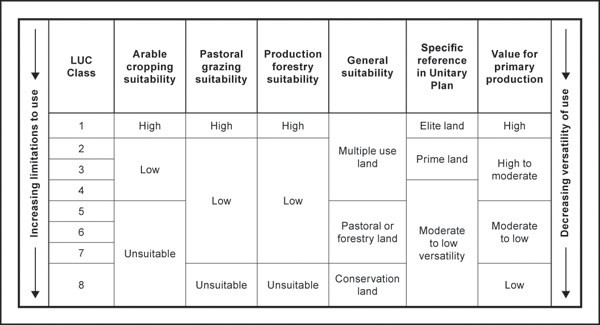 Increasing limitations to use
LUC
Class
Arable
cropping
suitability
Pastoral
grazing
suitability
Production
forestry
suitability
General
suitability
Specific
reference
in Unitary
Plan
Value for
primary
production
1
High
High
High
Multiple use
land
Elite land
High
2
Low
Low
Low
Prime land
High to
moderate
3
4
Moderate
to low
versatility
5
Unsuitable
Pastoral or
forestry land
Moderate
to low
6
7
8
Unsuitable
Unsuitable
Conservation
land
Low
Decreasing versatility of use